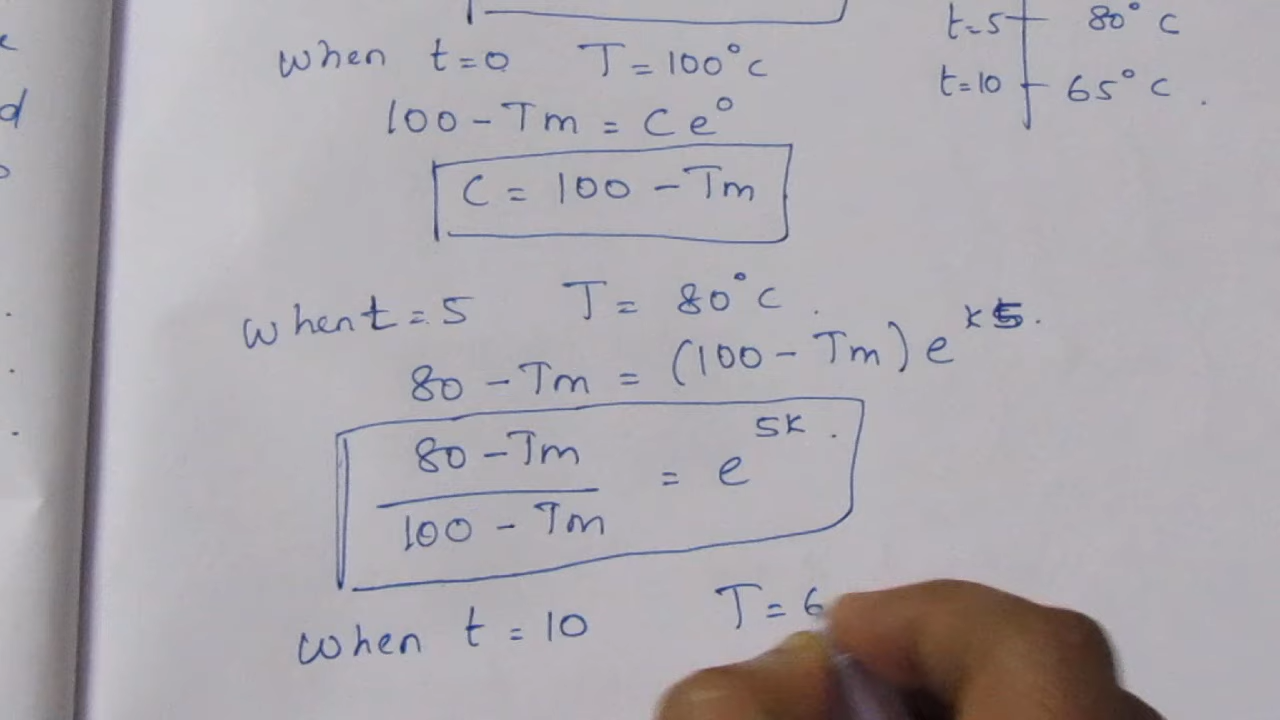 t=5 80°C
when t=0 T=100°c
t=10 65°C.
100-Tm = Ce⁰
C = 100 -Tm
when t=5 T= 80°C.
80 -Tm = (100- Tm) e^k5.
80 -Tm / 100 - Tm = e^5K.
when t=10 T=6